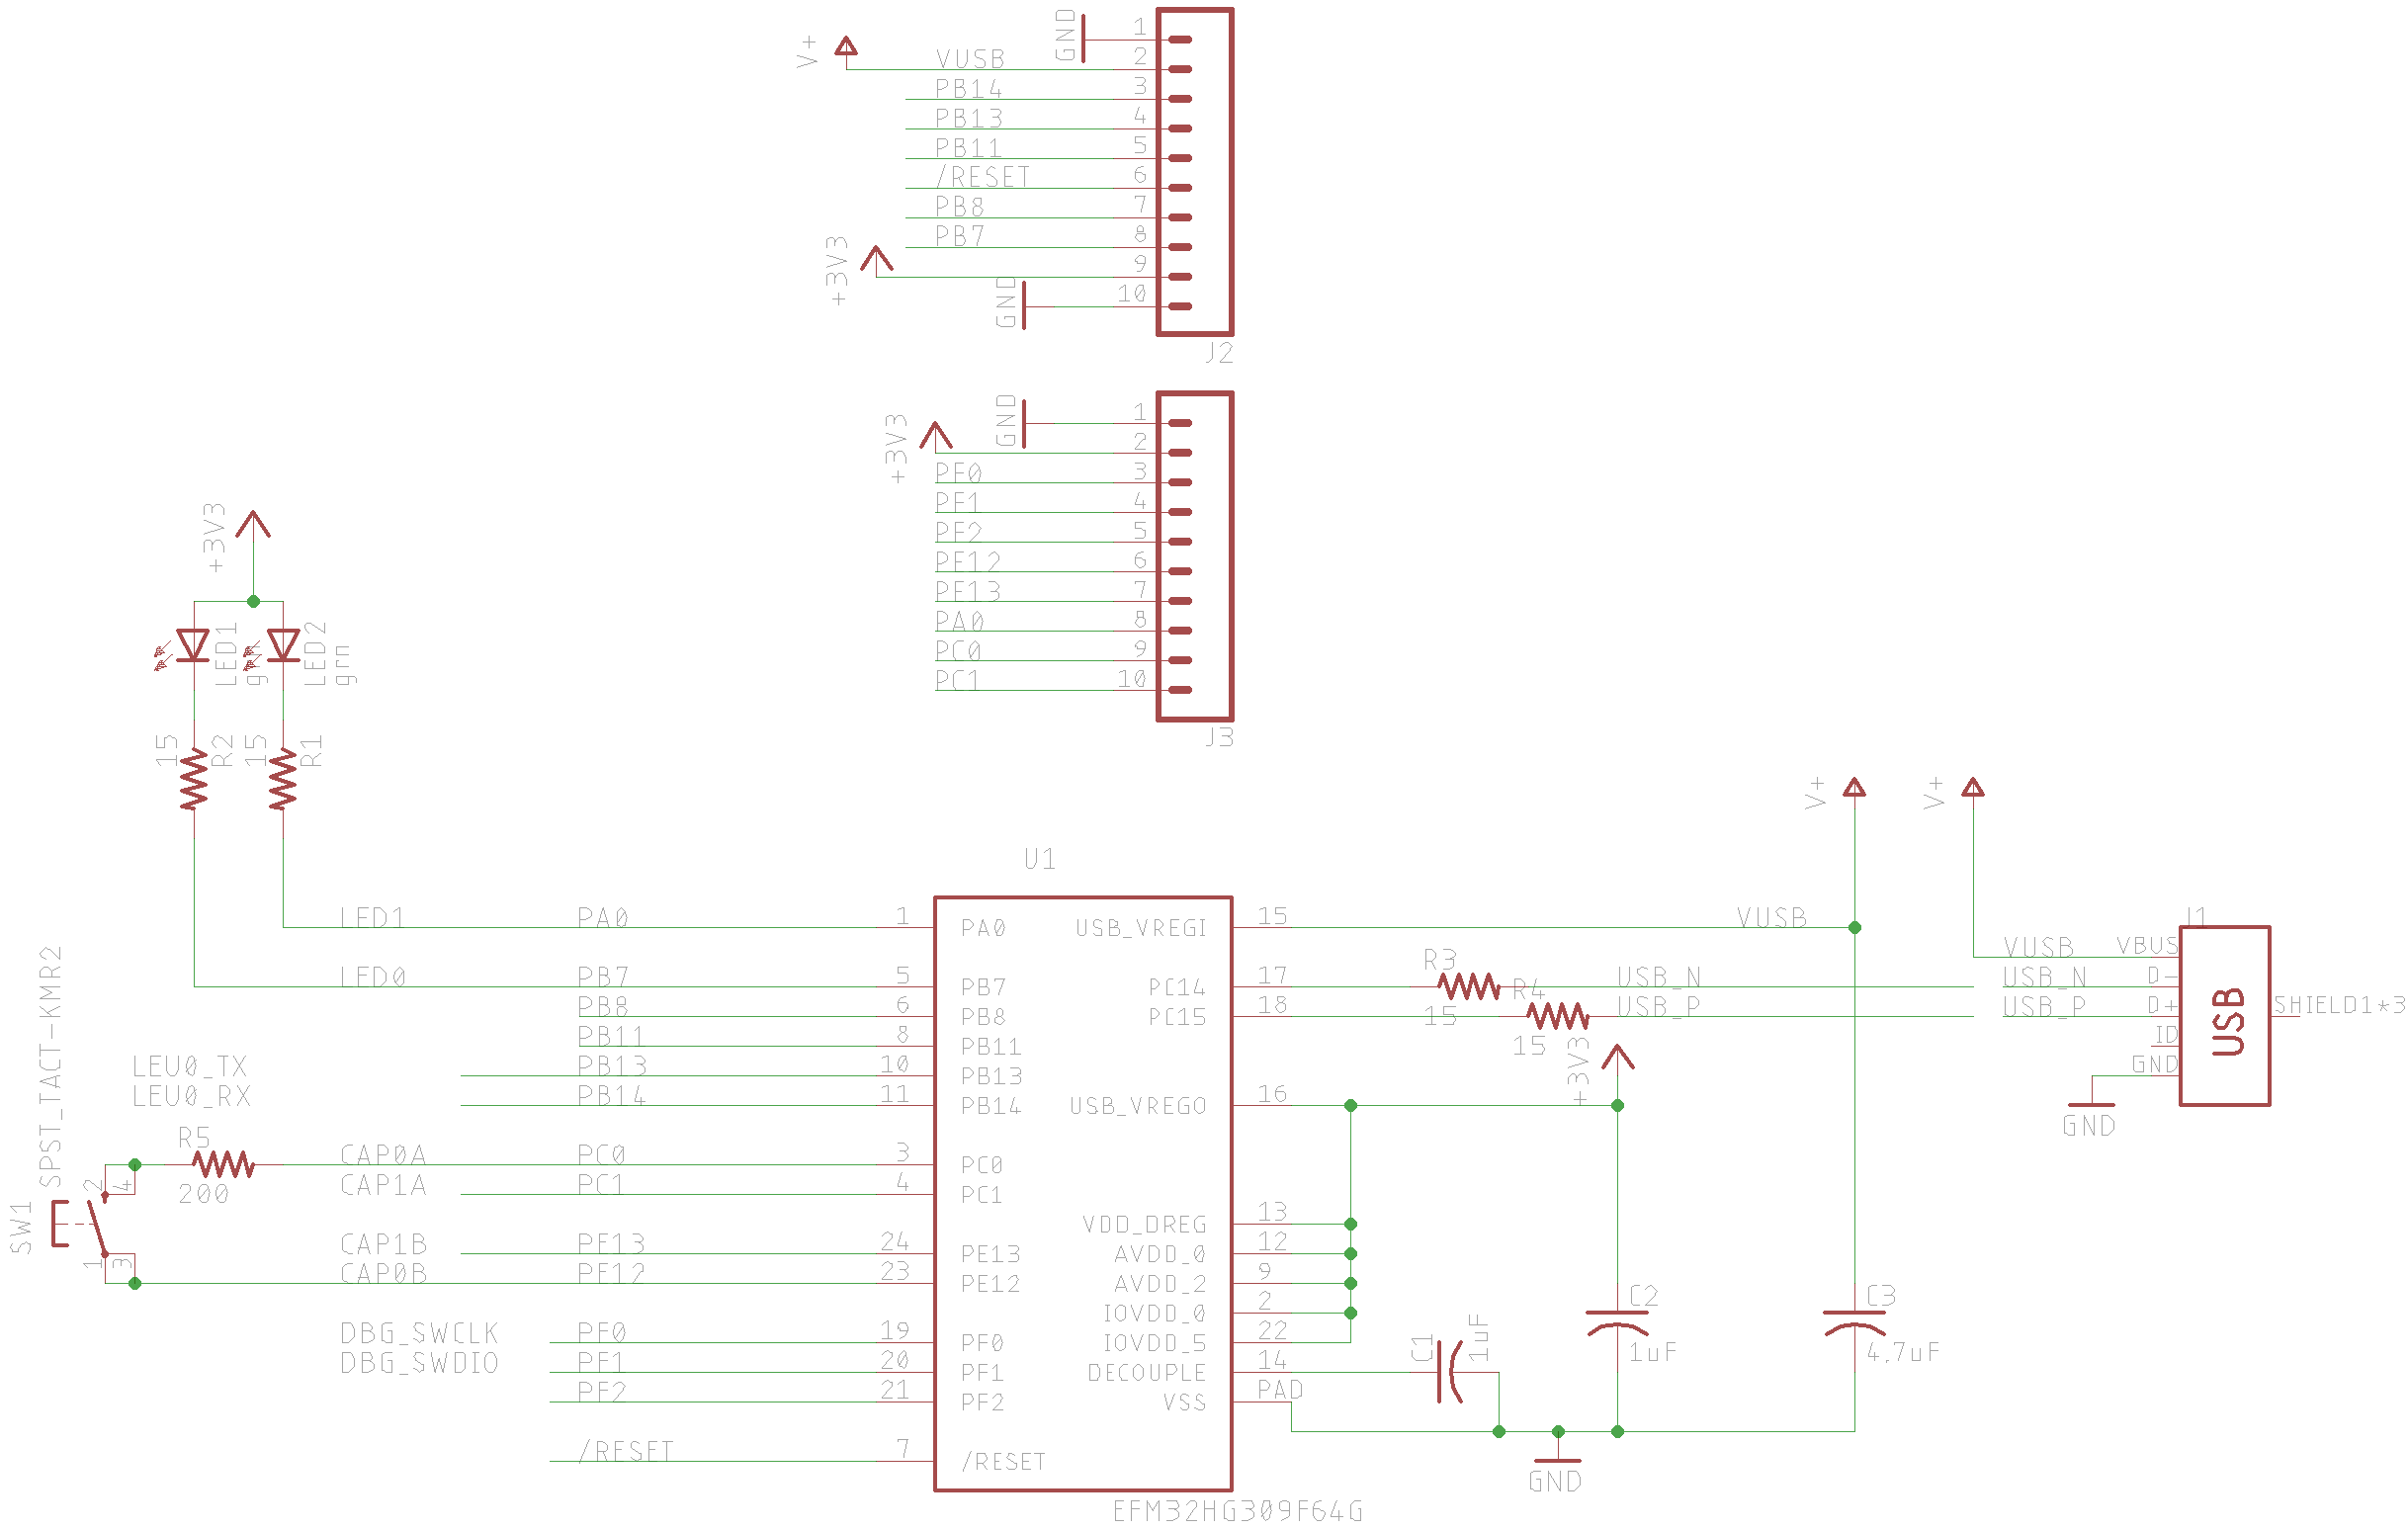 V+
GND
VUSB
PB14
PB13
PB11
/RESET
PB8
PB7
+3V3
GND
1
2
3
4
5
6
7
8
9
10
J2
+3V3
GND
PF0
PF1
PF2
PE12
PE13
PA0
PC0
PC1
1
2
3
4
5
6
7
8
9
10
J3
+3V3
LED1
grn
LED2
grn
15
R2
15
R1
U1
LED1 PA0 1 PA0
LED0 PB7 5 PB7
PB8 6 PB8
PB11 8 PB11
LEU0_TX PB13 10 PB13
LEU0_RX PB14 11 PB14
R5
200
CAP0A PC0 3 PC0
CAP1A PC1 4 PC1
CAP1B PE13 24 PE13
CAP0B PE12 23 PE12
DBG_SWCLK PF0 19 PF0
DBG_SWDIO PF1 20 PF1
PF2 21 PF2
/RESET 7 /RESET
SW1
SPST_TACT-KMR2
2
4
1
3
USB_VREGI 15 VUSB
PC14 17 R3 15 USB_N
PC15 18 R4 15 USB_P
USB_VREGO 16
+3V3
VDD_DREG 13
AVDD_0 12
AVDD_2 9
IOVDD_0 2
IOVDD_5 22
DECOUPLE 14
VSS PAD
C1
1uF
C2
1uF
C3
4.7uF
GND
EFM32HG309F64G
V+
V+
J1
VUSB VBUS
USB_N D-
USB_P D+
ID
GND
USB
SHIELD1*3
GND